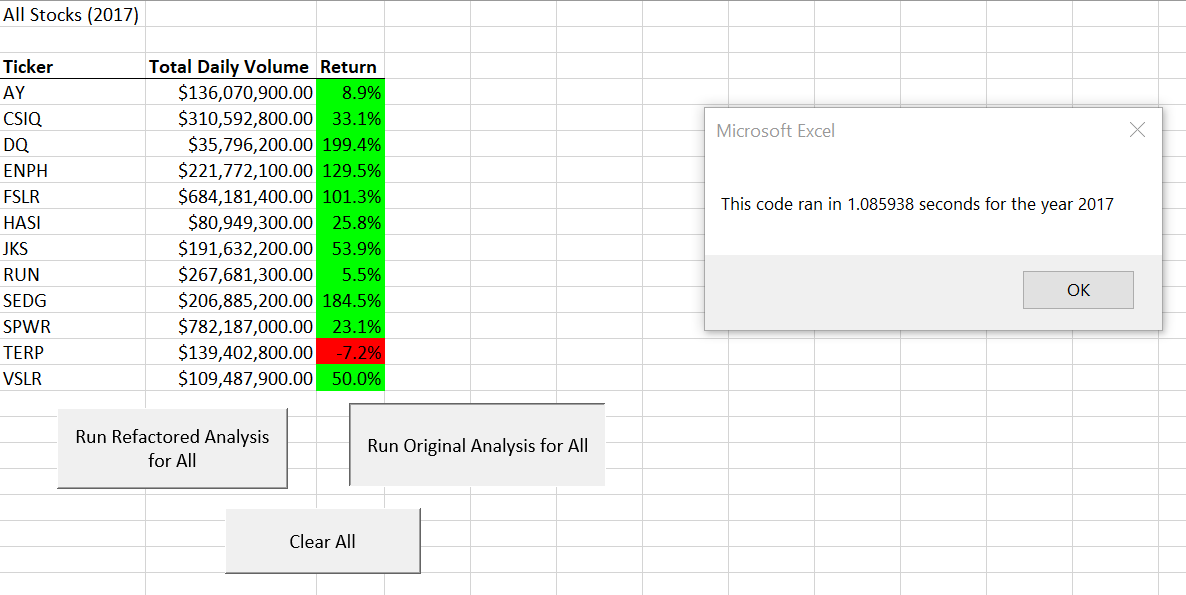 All Stocks (2017)
Ticker Total Daily Volume Return
AY $136,070,900.00 8.9%
CSIQ $310,592,800.00 33.1%
DQ $35,796,200.00 199.4%
ENPH $221,772,100.00 129.5%
FSLR $684,181,400.00 101.3%
HASI $80,949,300.00 25.8%
JKS $191,632,200.00 53.9%
RUN $267,681,300.00 5.5%
SEDG $206,885,200.00 184.5%
SPWR $782,187,000.00 23.1%
TERP $139,402,800.00 -7.2%
VSLR $109,487,900.00 50.0%
Run Refactored Analysis
for All
Run Original Analysis for All
Clear All
Microsoft Excel
This code ran in 1.085938 seconds for the year 2017
OK